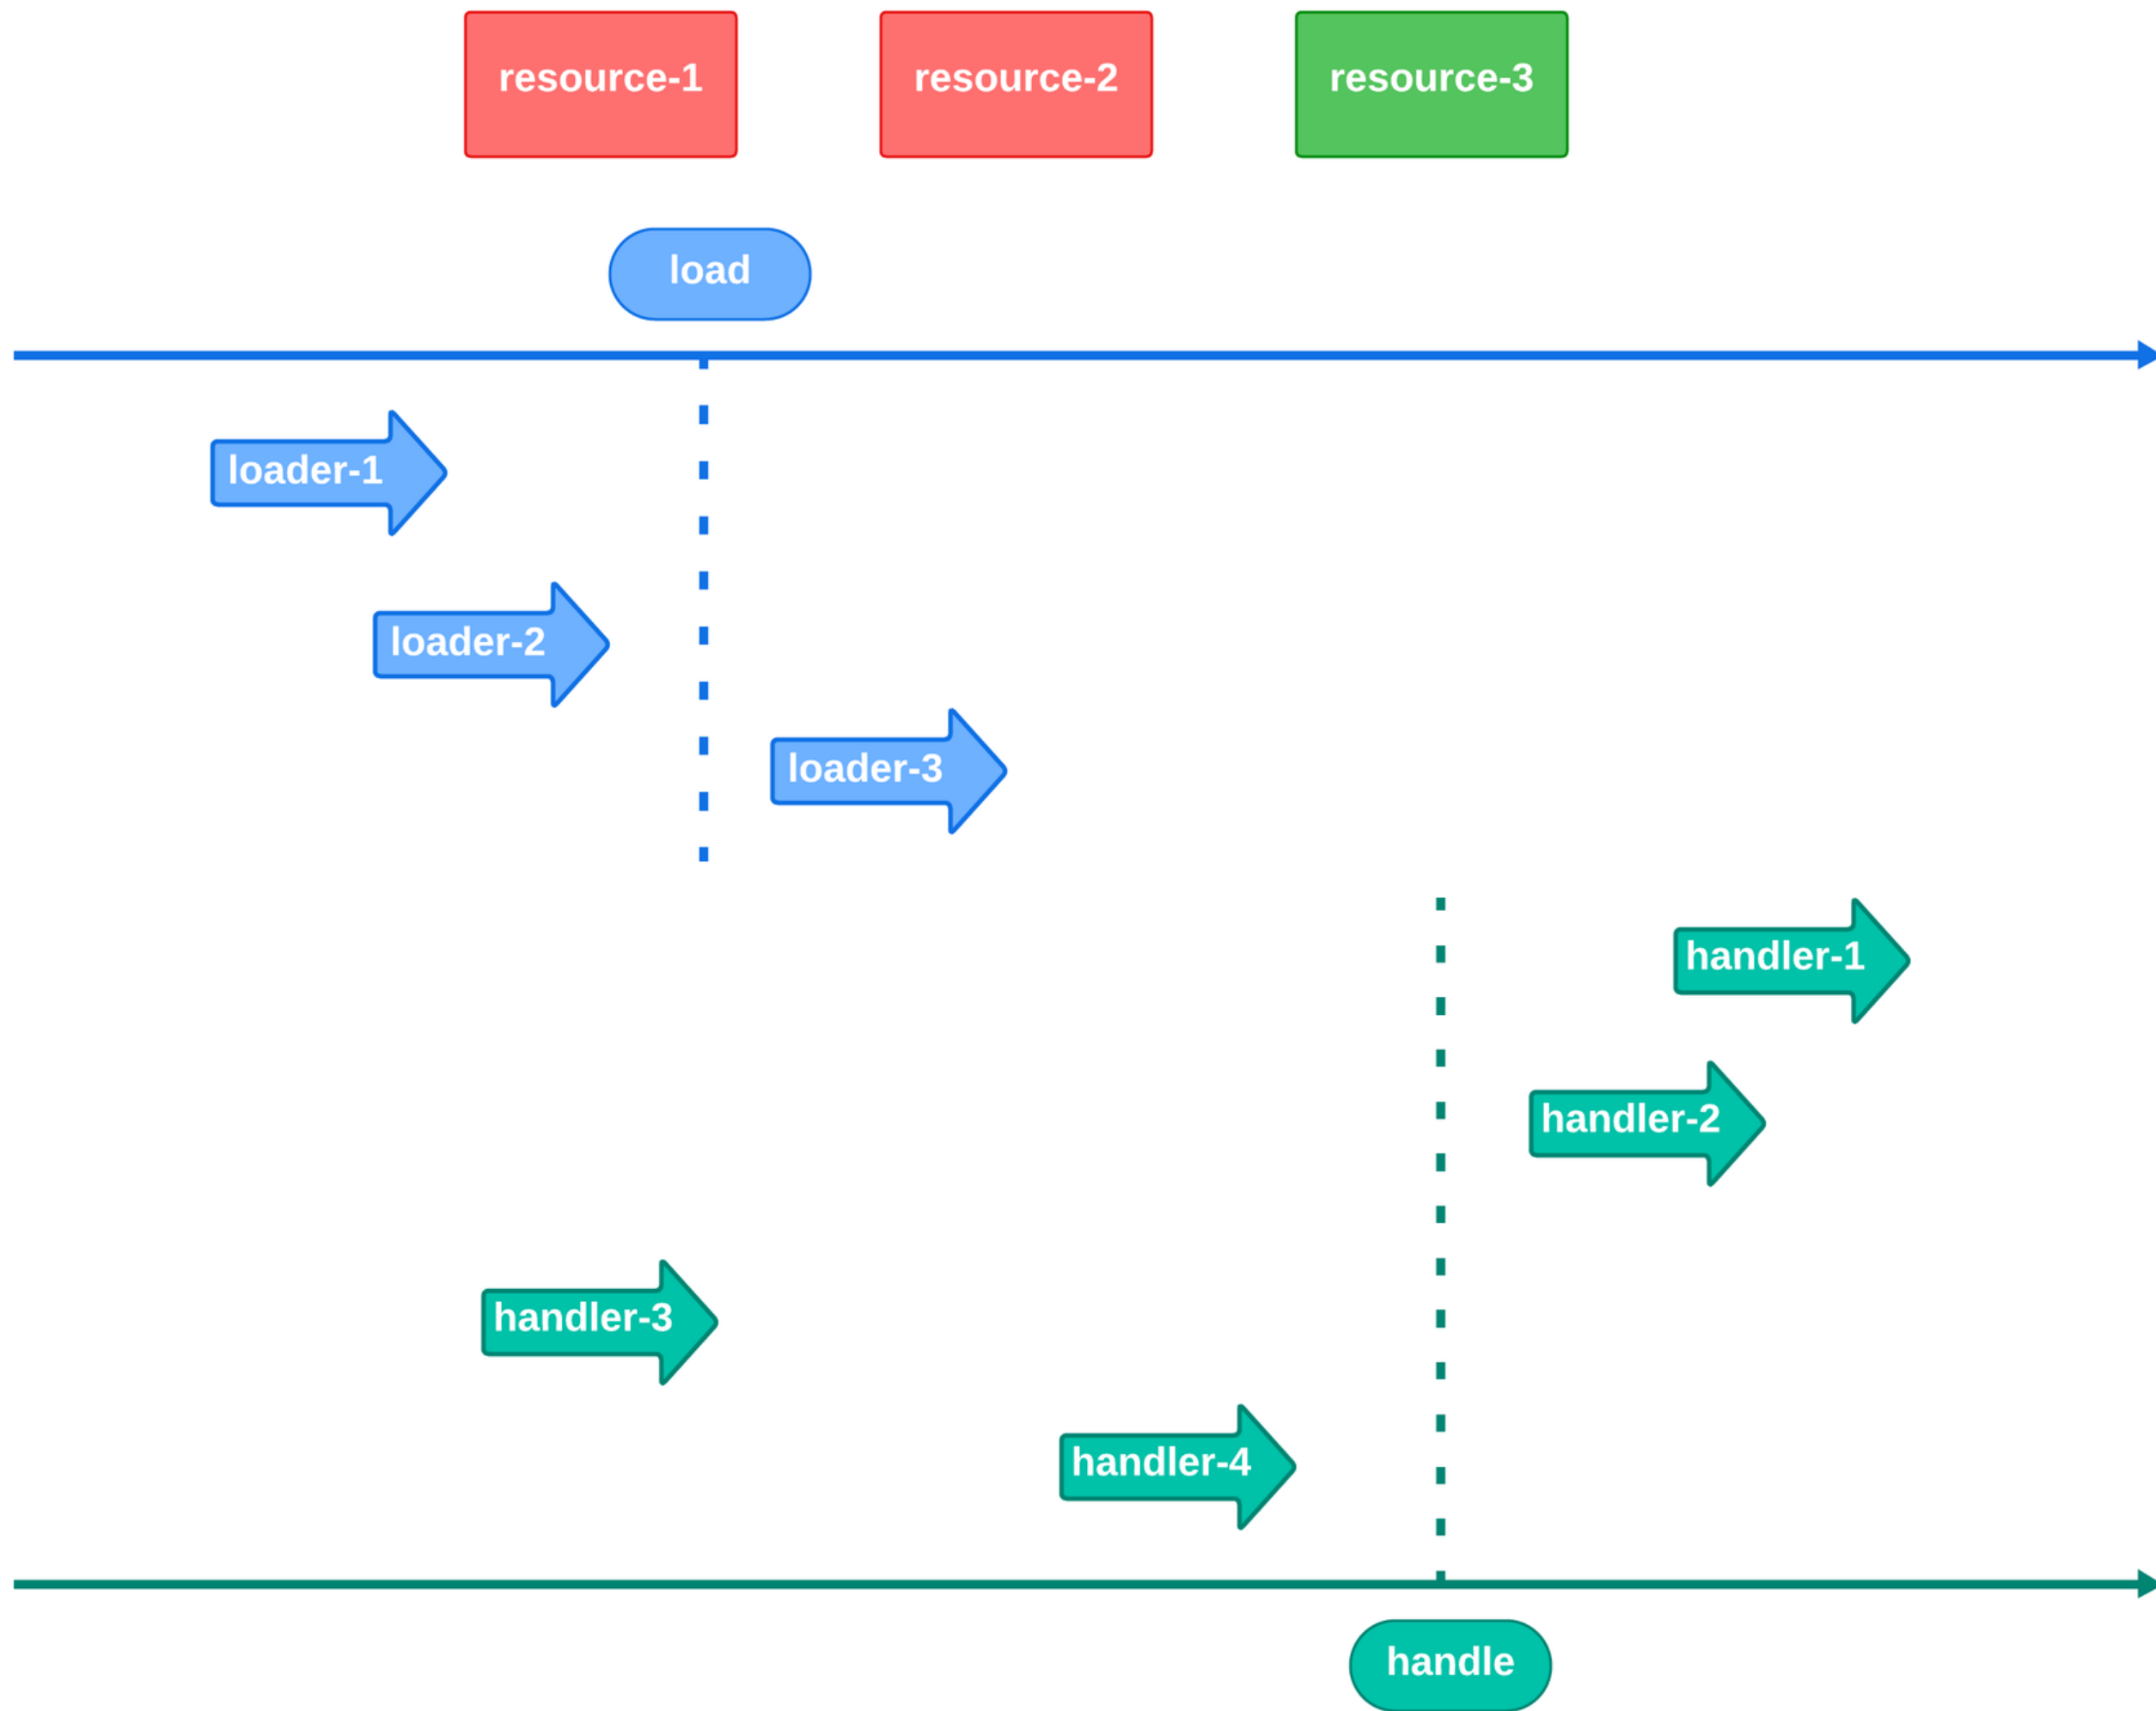 resource-1
resource-2
resource-3
load
loader-1
loader-2
loader-3
handler-1
handler-2
handler-3
handler-4
handle